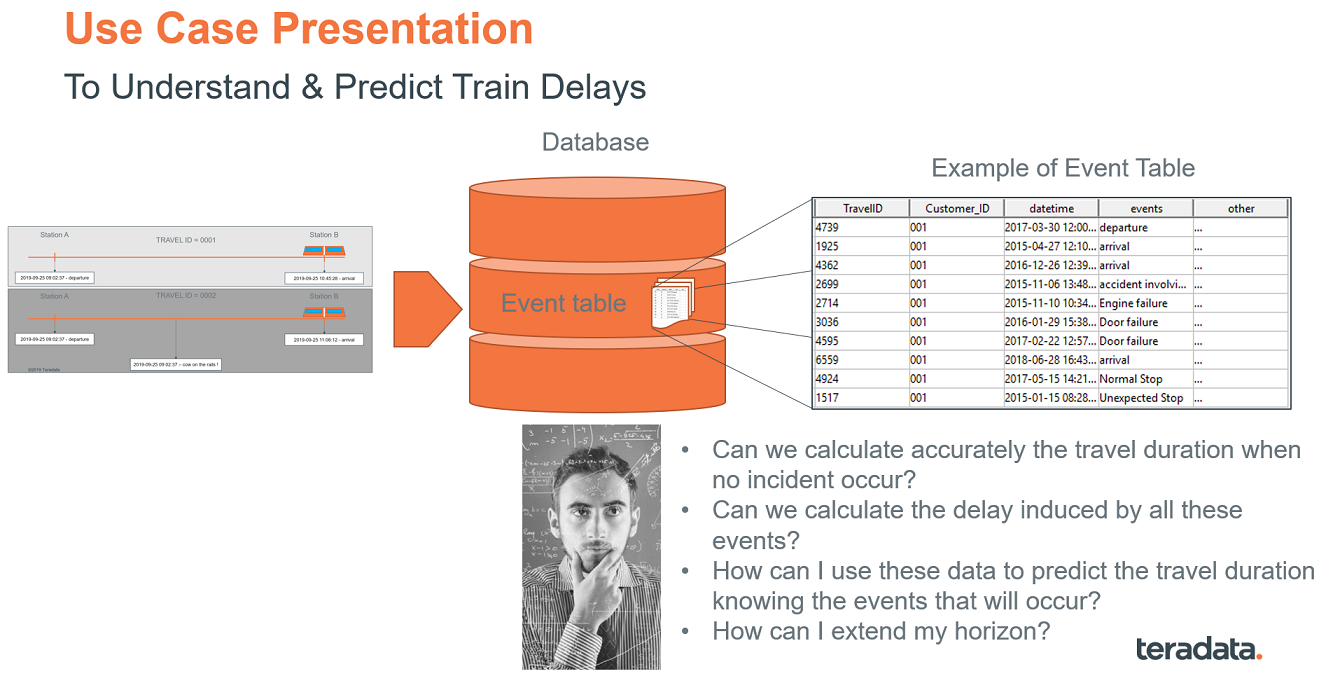 Use Case Presentation
To Understand & Predict Train Delays
Database
Example of Event Table
Station A
TRAVEL ID = 0001
Station B
2019-09-25 09:02:37 - departure
2019-09-25 10:45:28 - arrival
Station A
TRAVEL ID = 0002
Station B
2019-09-25 09:02:37 - departure
2019-09-25 11:06:12 - arrival
2019-09-25 09:02:37 – cow on the rails !
©2019 Teradata
Event table
TravelID Customer_ID datetime events other
4739 001 2017-03-30 12:00... departure ...
1925 001 2015-04-27 12:10... arrival ...
4362 001 2016-12-26 12:39... arrival ...
2699 001 2015-11-06 13:48... accident involvi... ...
2714 001 2015-11-10 10:34... Engine failure ...
3036 001 2016-01-29 15:38... Door failure ...
4595 001 2017-02-22 12:57... Door failure ...
6559 001 2018-06-28 16:43... arrival ...
4924 001 2017-05-15 14:21... Normal Stop ...
1517 001 2015-01-15 08:28... Unexpected Stop ...
• Can we calculate accurately the travel duration when
no incident occur?
• Can we calculate the delay induced by all these
events?
• How can I use these data to predict the travel duration
knowing the events that will occur?
• How can I extend my horizon?
teradata.